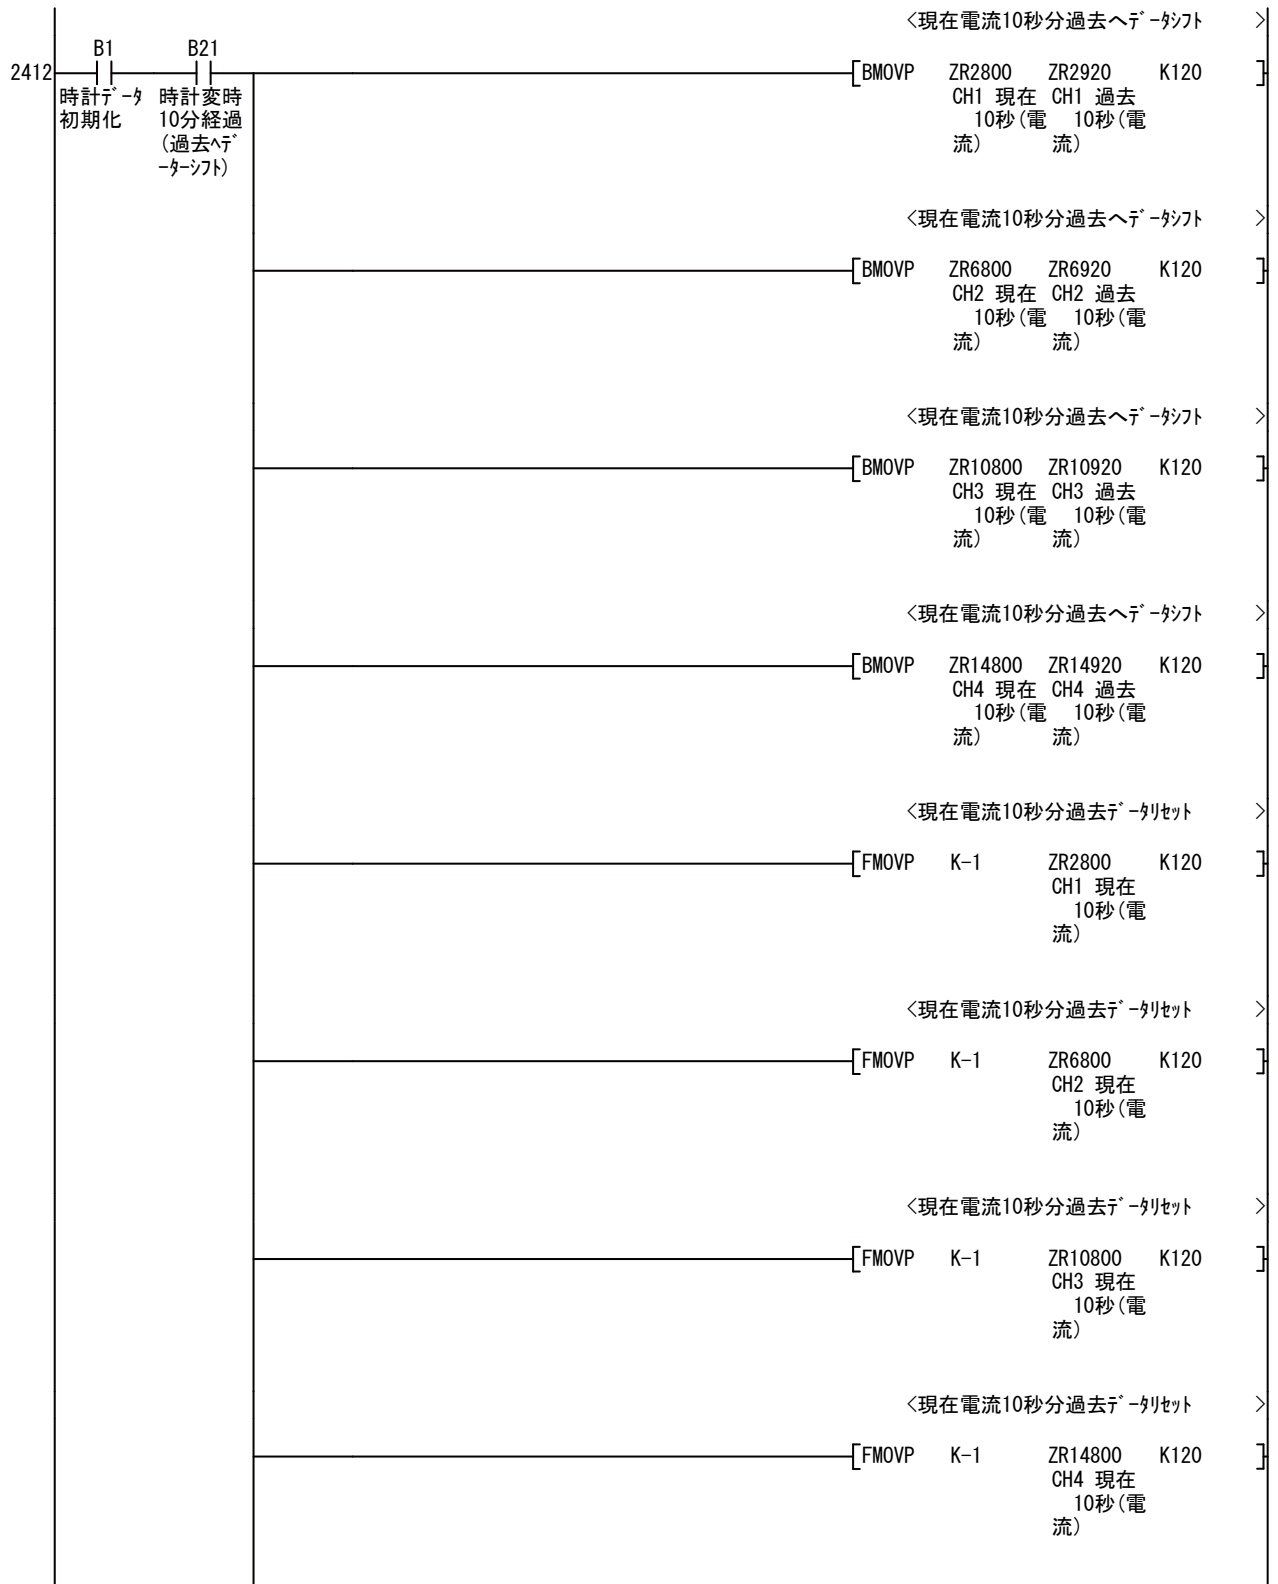 <現在電流10秒分過去へﾃﾞｰﾀｼﾌﾄ >
B1 B21
2412 [BMOVP ZR2800 ZR2920 K120 ]
時計ﾃﾞｰﾀ 時計変時 CH1 現在 CH1 過去
初期化 10分経過 10秒(電 10秒(電
(過去へﾃﾞ 流) 流)
ｰﾀｰｼﾌﾄ)
<現在電流10秒分過去へﾃﾞｰﾀｼﾌﾄ >
[BMOVP ZR6800 ZR6920 K120 ]
CH2 現在 CH2 過去
10秒(電 10秒(電
流) 流)
<現在電流10秒分過去へﾃﾞｰﾀｼﾌﾄ >
[BMOVP ZR10800 ZR10920 K120 ]
CH3 現在 CH3 過去
10秒(電 10秒(電
流) 流)
<現在電流10秒分過去へﾃﾞｰﾀｼﾌﾄ >
[BMOVP ZR14800 ZR14920 K120 ]
CH4 現在 CH4 過去
10秒(電 10秒(電
流) 流)
<現在電流10秒分過去ﾃﾞｰﾀﾘｾｯﾄ >
[FMOVP K-1 ZR2800 K120 ]
CH1 現在
10秒(電
流)
<現在電流10秒分過去ﾃﾞｰﾀﾘｾｯﾄ >
[FMOVP K-1 ZR6800 K120 ]
CH2 現在
10秒(電
流)
<現在電流10秒分過去ﾃﾞｰﾀﾘｾｯﾄ >
[FMOVP K-1 ZR10800 K120 ]
CH3 現在
10秒(電
流)
<現在電流10秒分過去ﾃﾞｰﾀﾘｾｯﾄ >
[FMOVP K-1 ZR14800 K120 ]
CH4 現在
10秒(電
流)